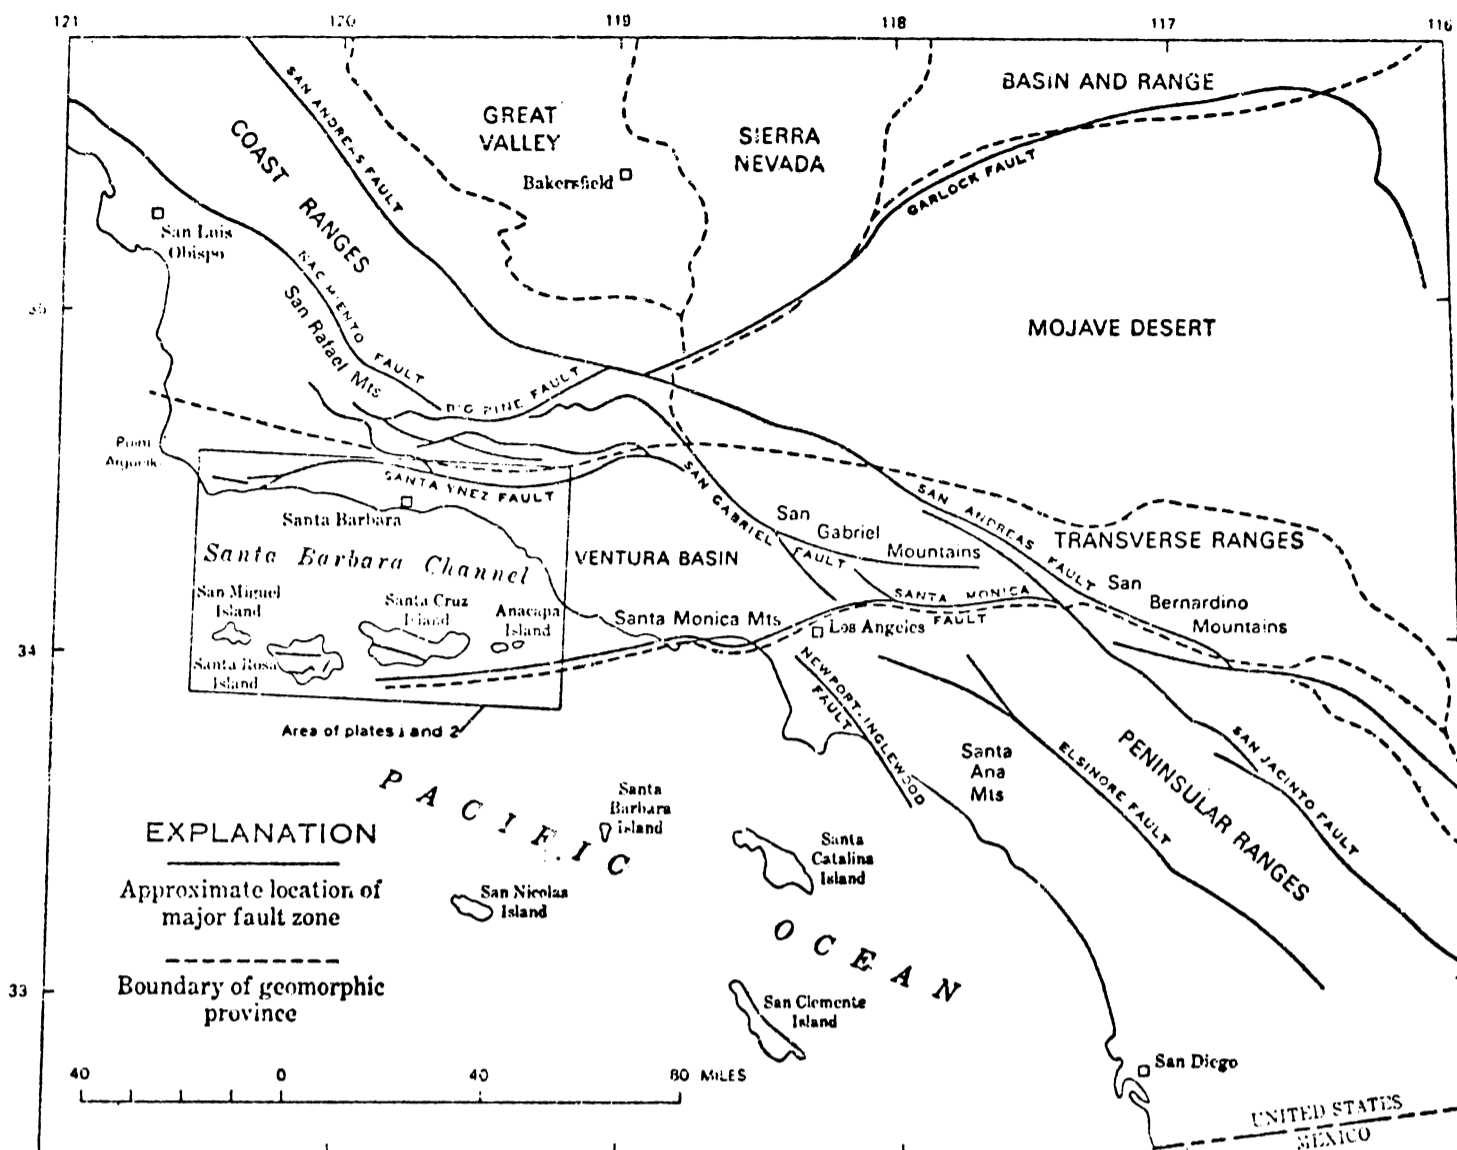 121 120 119 118 117 116
BASIN AND RANGE
GREAT
VALLEY
SIERRA
NEVADA
Bakersfield
SAN ANDREAS FAULT
COAST
RANGES
GARLOCK FAULT
San Luis
Obispo
NACIMIENTO FAULT
San Rafael Mts
MOJAVE DESERT
BIG PINE FAULT
Point
SANTA YNEZ FAULT
Santa Barbara
SAN GABRIEL FAULT
San
Gabriel
Mountains
SAN ANDREAS FAULT
TRANSVERSE RANGES
Santa Barbara Channel
VENTURA BASIN
San Miguel
Island
Santa Cruz
Island
Anacapa
Island
Santa Monica Mts
SANTA MONICA
FAULT
San
Bernardino
Mountains
Los Angeles
34
Santa Rosa
Island
NEWPORT-INGLEWOOD
FAULT
Area of plates 1 and 2
Santa
Ana
Mts
ELSINORE FAULT
PENINSULAR RANGES
SAN JACINTO FAULT
PACIFIC
OCEAN
Santa
Barbara
island
Santa
Catalina
Island
San Nicolas
Island
San Clemente
Island
EXPLANATION
Approximate location of
major fault zone
Boundary of geomorphic
province
33
40 0 40 80 MILES
San Diego
UNITED STATES
MEXICO